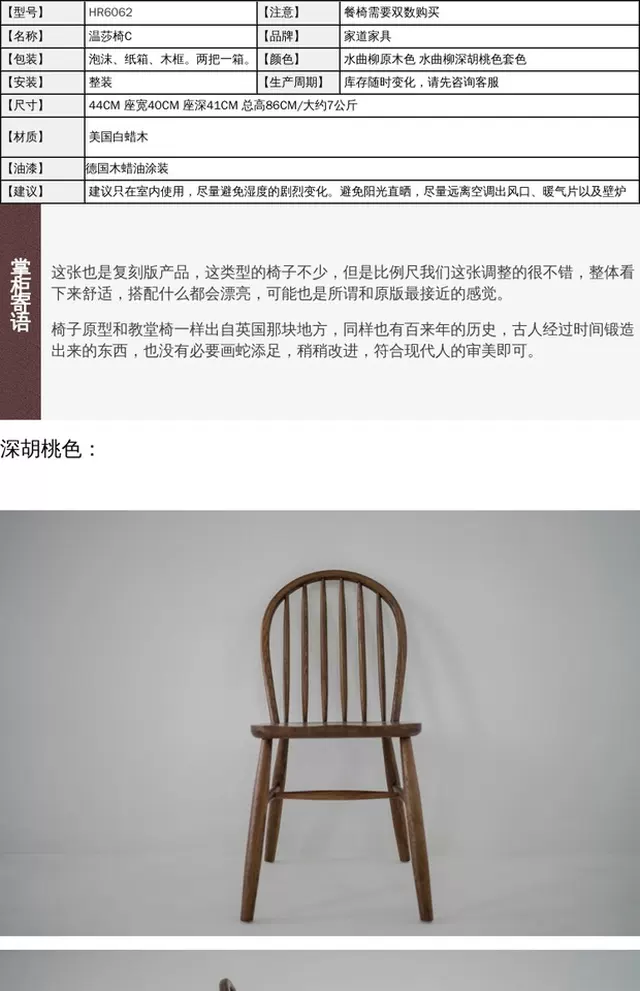 【型号】 HR6062 【注意】 餐椅需要双数购买
【名称】 温莎椅C 【品牌】 家道家具
【包装】 泡沫、纸箱、木框。两把一箱。 【颜色】 水曲柳原木色 水曲柳深胡桃色套色
【安装】 整装 【生产周期】 库存随时变化，请先咨询客服
【尺寸】 44CM 座宽40CM 座深41CM 总高86CM/大约7公斤
【材质】 美国白蜡木
【油漆】 德国木蜡油涂装
【建议】 建议只在室内使用，尽量避免湿度的剧烈变化。避免阳光直晒，尽量远离空调出风口、暖气片以及壁炉
掌柜寄语
这张也是复刻版产品，这类型的椅子不少，但是比例尺我们这张调整的很不错，整体看
下来舒适，搭配什么都会漂亮，可能也是所谓和原版最接近的感觉。
椅子原型和教堂椅一样出自英国那块地方，同样也有百来年的历史，古人经过时间锻造
出来的东西，也没有必要画蛇添足，稍稍改进，符合现代人的审美即可。
深胡桃色：